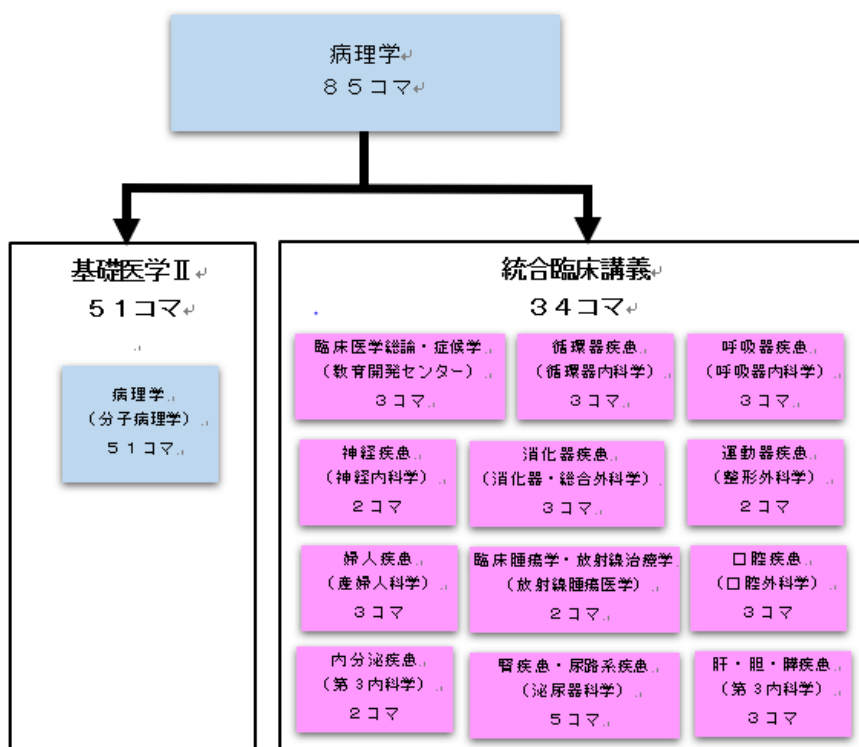 病理学
８５コマ
基礎医学Ⅱ
５１コマ
病理学
（分子病理学）
５１コマ
統合臨床講義
３４コマ
臨床医学総論・症候学
（教育開発センター）
３コマ
循環器疾患
（循環器内科学）
３コマ
呼吸器疾患
（呼吸器内科学）
３コマ
神経疾患
（神経内科学）
２コマ
消化器疾患
（消化器・総合外科学）
３コマ
運動器疾患
（整形外科学）
２コマ
婦人疾患
（産婦人科学）
３コマ
臨床腫瘍学・放射線治療学
（放射線腫瘍医学）
２コマ
口腔疾患
（口腔外科学）
３コマ
内分泌疾患
（第３内科学）
２コマ
腎疾患・尿路系疾患
（泌尿器科学）
５コマ
肝・胆・膵疾患
（第３内科学）
３コマ